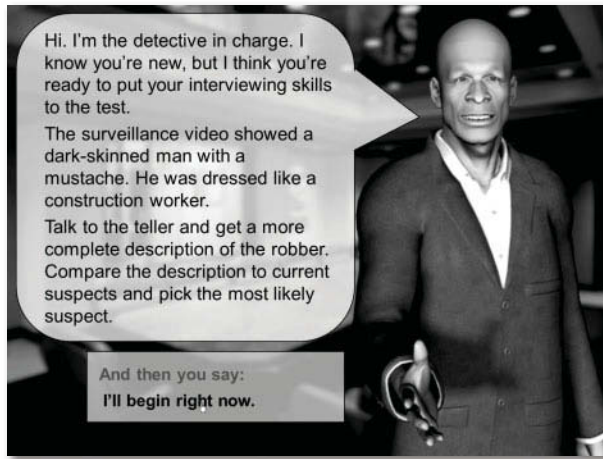 Hi. I'm the detective in charge. I
know you're new, but I think you're
ready to put your interviewing skills
to the test.
The surveillance video showed a
dark-skinned man with a
mustache. He was dressed like a
construction worker.
Talk to the teller and get a more
complete description of the robber.
Compare the description to current
suspects and pick the most likely
suspect.
And then you say:
I'll begin right now.